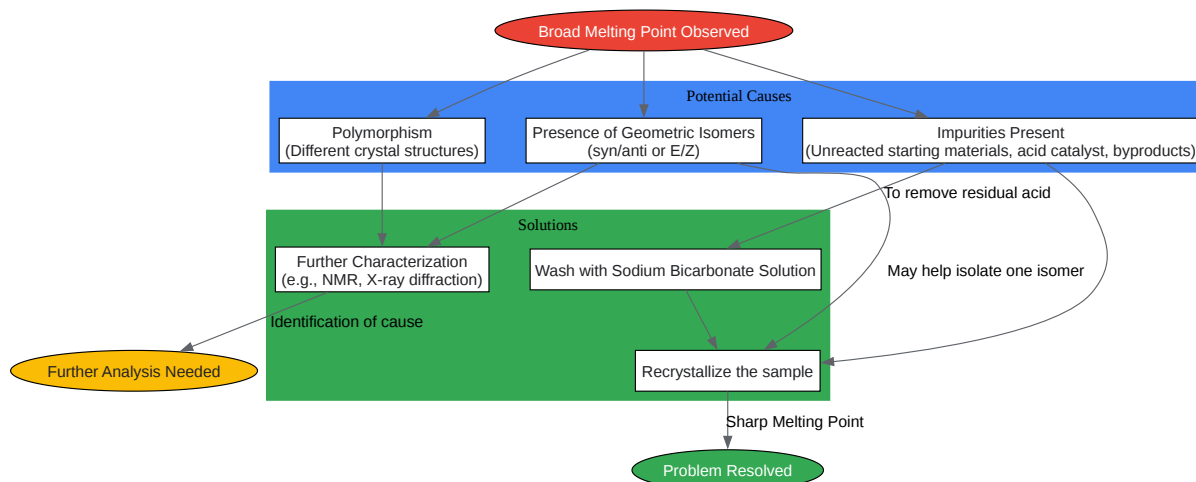 Broad Melting Point Observed
Potential Causes
Polymorphism
(Different crystal structures)
Presence of Geometric Isomers
(syn/anti or E/Z)
Impurities Present
(Unreacted starting materials, acid catalyst, byproducts)
To remove residual acid
Solutions
Further Characterization
(e.g., NMR, X-ray diffraction)
Wash with Sodium Bicarbonate Solution
May help isolate one isomer
Identification of cause
Further Analysis Needed
Recrystallize the sample
Sharp Melting Point
Problem Resolved